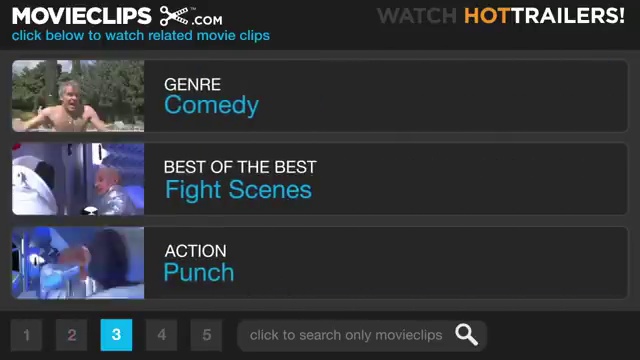 MOVIECLIPS .COM
WATCH HOTTRAILERS!
click below to watch related movie clips
GENRE
Comedy
BEST OF THE BEST
Fight Scenes
ACTION
Punch
1 2 3 4 5 click to search only movieclips